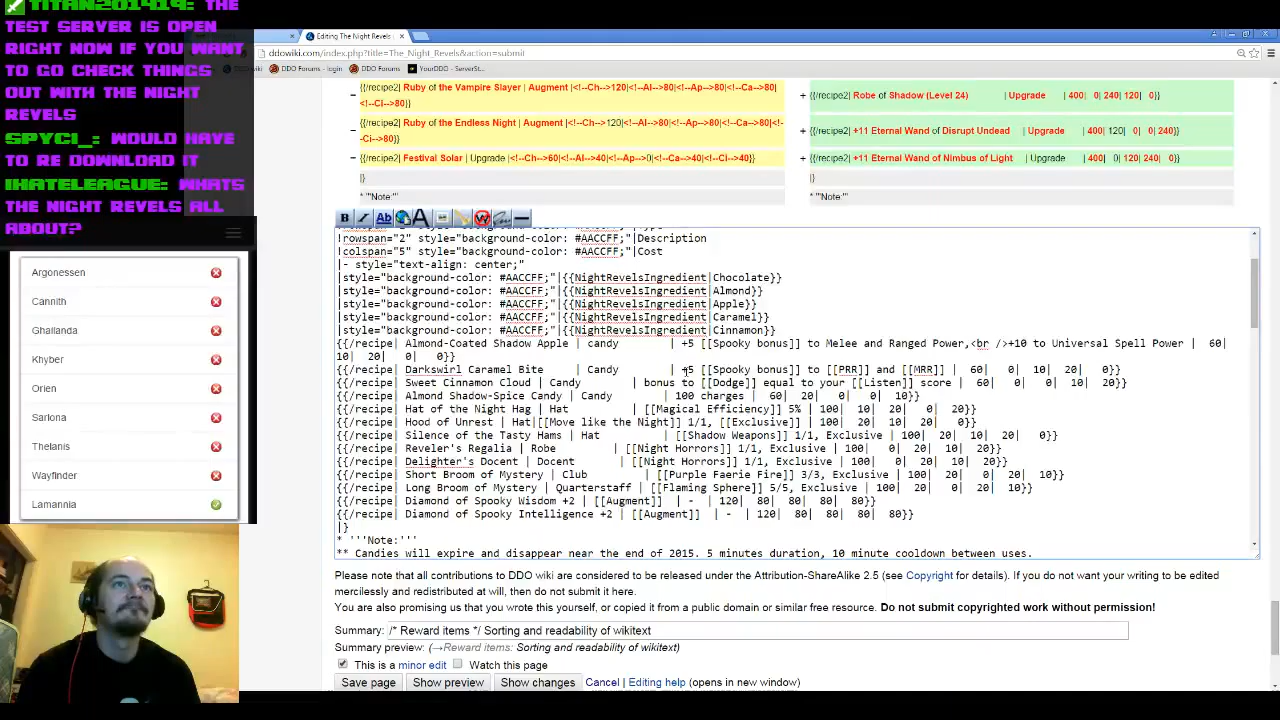 TITAN201919: THE
TEST SERVER IS OPEN
RIGHT NOW IF YOU WANT
TO GO CHECK THINGS
OUT WITH THE NIGHT
REVELS
SPYCI_: WOULD HAVE
TO RE DOWNLOAD IT
IHATELEAGUE: WHATS
THE NIGHT REVELS ALL
ABOUT?
Argonessen
Cannith
Ghallanda
Khyber
Orien
Sarlona
Thelanis
Wayfinder
Lamannia
Editing The Night Revels
ddowiki.com/index.php?title=The_Night_Revels&action=submit
DDO Forums - login
DDO Forums
YourDDO - ServerSt...
{{/recipe2| Ruby of the Vampire Slayer | Augment |<!--Ch-->120|<!--Al-->80|<!--Ap-->80|<!--Ca-->80|
<!--Ci-->80}}
{{/recipe2| Ruby of the Endless Night | Augment |<!--Ch-->120|<!--Al-->80|<!--Ap-->80|<!--Ca-->80|<!-
-Ci-->80}}
{{/recipe2| Festival Solar | Upgrade |<!--Ch-->60|<!--Al-->40|<!--Ap-->0|<!--Ca-->40|<!--Ci-->40}}
|}
* '''Note:'''
{{/recipe2| Robe of Shadow (Level 24) | Upgrade | 400| 0| 240| 120| 0}}
{{/recipe2| +11 Eternal Wand of Disrupt Undead | Upgrade | 400| 120| 0| 0| 240}}
{{/recipe2| +11 Eternal Wand of Nimbus of Light | Upgrade | 400| 0| 120| 240| 0}}
|}
* '''Note:'''
|rowspan="2" style="background-color: #AACCFF;"|Description
|colspan="5" style="background-color: #AACCFF;"|Cost
|- style="text-align: center;"
|style="background-color: #AACCFF;"|{{NightRevelsIngredient|Chocolate}}
|style="background-color: #AACCFF;"|{{NightRevelsIngredient|Almond}}
|style="background-color: #AACCFF;"|{{NightRevelsIngredient|Apple}}
|style="background-color: #AACCFF;"|{{NightRevelsIngredient|Caramel}}
|style="background-color: #AACCFF;"|{{NightRevelsIngredient|Cinnamon}}
{{/recipe| Almond-Coated Shadow Apple | candy | +5 [[Spooky bonus]] to Melee and Ranged Power,<br />+10 to Universal Spell Power | 60|
10| 20| 0| 0}}
{{/recipe| Darkswirl Caramel Bite | Candy | +5 [[Spooky bonus]] to [[PRR]] and [[MRR]] | 60| 0| 10| 20| 0}}
{{/recipe| Sweet Cinnamon Cloud | Candy | bonus to [[Dodge]] equal to your [[Listen]] score | 60| 0| 0| 10| 20}}
{{/recipe| Almond Shadow-Spice Candy | Candy | 100 charges | 60| 20| 0| 0| 10}}
{{/recipe| Hat of the Night Hag | Hat | [[Magical Efficiency]] 5% | 100| 10| 20| 0| 20}}
{{/recipe| Hood of Unrest | Hat|[[Move like the Night]] 1/1, [[Exclusive]] | 100| 20| 10| 20| 0}}
{{/recipe| Silence of the Tasty Hams | Hat | [[Shadow Weapons]] 1/1, Exclusive | 100| 20| 20| 10| 0}}
{{/recipe| Reveler's Regalia | Robe | [[Night Horrors]] 1/1, Exclusive | 100| 0| 20| 10| 20}}
{{/recipe| Delighter's Docent | Docent | [[Night Horrors]] 1/1, Exclusive | 100| 0| 20| 10| 20}}
{{/recipe| Short Broom of Mystery | Club | [[Purple Faendic Fire]] 3/3, Exclusive | 100| 20| 0| 20| 10}}
{{/recipe| Long Broom of Mystery | Quarterstaff | [[Flaming Sphere]] 5/5, Exclusive | 100| 20| 0| 20| 10}}
{{/recipe| Diamond of Spooky Wisdom +2 | [[Augment]] | - | 120| 80| 80| 80| 80}}
{{/recipe| Diamond of Spooky Intelligence +2 | [[Augment]] | - | 120| 80| 80| 80| 80}}
|}
* '''Note:'''
** Candies will expire and disappear near the end of 2015. 5 minutes duration, 10 minute cooldown between uses.
Please note that all contributions to DDO wiki are considered to be released under the Attribution-ShareAlike 2.5 (see Copyright for details). If you do not want your writing to be edited
mercilessly and redistributed at will, then do not submit it here.
You are also promising us that you wrote this yourself, or copied it from a public domain or similar free resource. Do not submit copyrighted work without permission!
Summary: /* Reward items */ Sorting and readability of wikitext
Summary preview: (→Reward items: Sorting and readability of wikitext)
This is a minor edit Watch this page
Save page Show preview Show changes Cancel | Editing help (opens in new window)